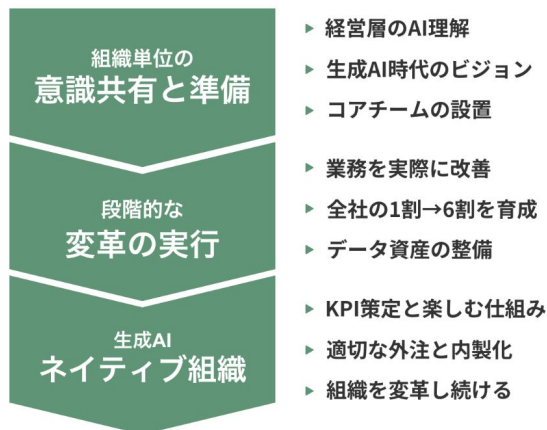 組織単位の
意識共有と準備
経営層のAI理解
生成AI時代のビジョン
コアチームの設置
段階的な
変革の実行
業務を実際に改善
全社の1割→6割を育成
データ資産の整備
生成AI
ネイティブ組織
KPI策定と楽しむ仕組み
適切な外注と内製化
組織を変革し続ける